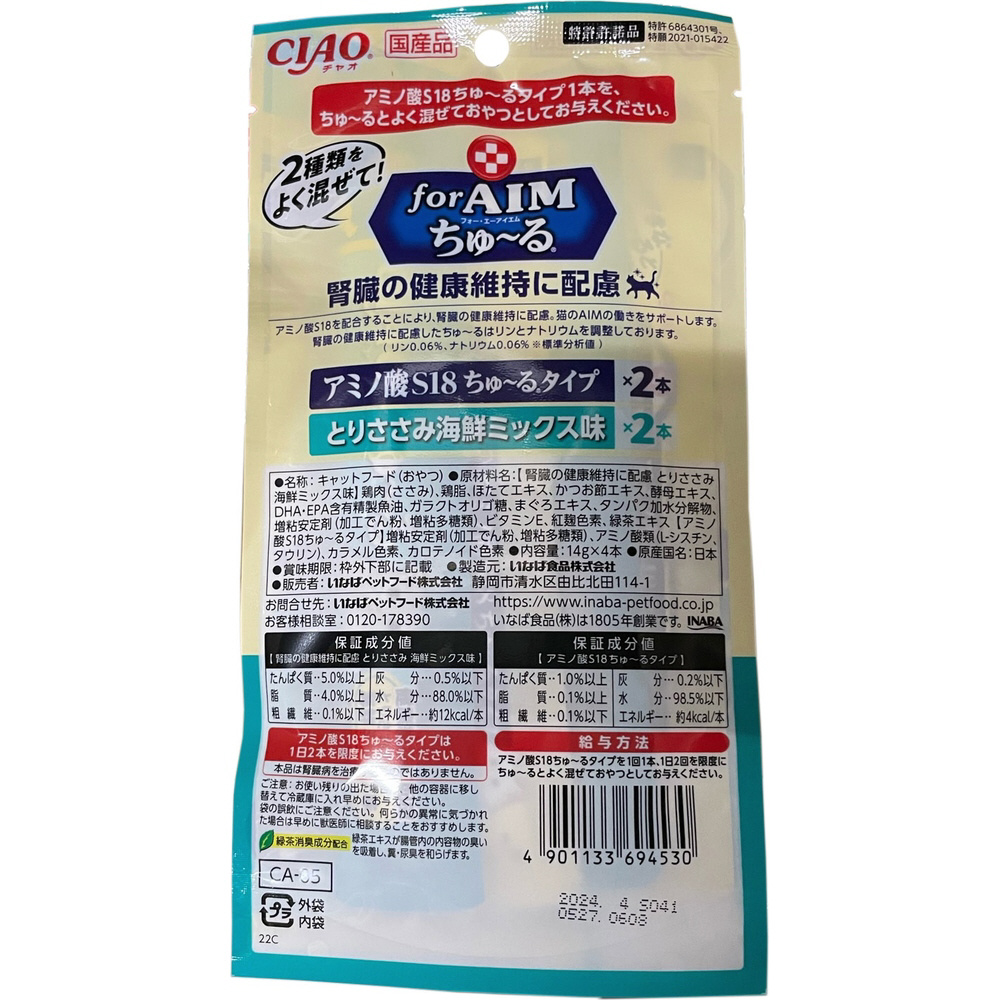 CIAO
チャオ
国産品
特許許諾品
特許6864301号、
特願2021-015422
アミノ酸S18ちゅ～るタイプ1本を、
ちゅ～るとよく混ぜておやつとしてお与えください。
2種類を
よく混ぜて!
for AIM
フォー・エーアイエム
ちゅ～る®
腎臓の健康維持に配慮
アミノ酸S18を配合することにより、腎臓の健康維持に配慮。猫のAIMの働きをサポートします。
腎臓の健康維持に配慮したちゅ～るはリンとナトリウムを調整しております。
(リン0.06%、ナトリウム0.06% ※標準分析値)
アミノ酸S18 ちゅ～る®タイプ ×2本
とりささみ海鮮ミックス味 ×2本
●名称:キャットフード(おやつ) ●原材料名:【腎臓の健康維持に配慮 とりささみ
海鮮ミックス味】鶏肉(ささみ)、鶏脂、ほたてエキス、かつお節エキス、酵母エキス、
DHA・EPA含有精製魚油、ガラクトオリゴ糖、まぐろエキス、タンパク加水分解物、
増粘安定剤(加工でん粉、増粘多糖類)、ビタミンE、紅麹色素、緑茶エキス【アミノ
酸S18ちゅ～るタイプ】増粘安定剤(加工でん粉、増粘多糖類)、アミノ酸類(L-シスチン、
タウリン)、カラメル色素、カロテノイド色素 ●内容量:14g×4本 ●原産国名:日本
●賞味期限:枠外下部に記載 ●製造元:いなば食品株式会社
●販売者:いなばペットフード株式会社 静岡市清水区由比北田114-1
お問合せ先:いなばペットフード株式会社 https://www.inaba-petfood.co.jp
お客様相談室:0120-178390 いなば食品(株)は1805年創業です。 INABA
保証成分値
【腎臓の健康維持に配慮 とりささみ 海鮮ミックス味】
たんぱく質…5.0%以上 灰 分…0.5%以下
脂 質…4.0%以上 水 分…88.0%以下
粗 繊 維…0.1%以下 エネルギー…約12kcal/本
保証成分値
【アミノ酸S18ちゅ～るタイプ】
たんぱく質…1.0%以上 灰 分…0.2%以下
脂 質…0.1%以上 水 分…98.5%以下
粗 繊 維…0.1%以下 エネルギー…約4kcal/本
アミノ酸S18ちゅ～るタイプは
1日2本を限度にお与えください。
本品は腎臓病を治療 のではありません。
ご注意:お使い残りの出た場合 他の容器に移し
替えて冷蔵庫に入れ早めにお与えください。
袋の誤飲にご注意ください。何らかの異常に気づかれ
た場合は早めに獣医師に相談することをおすすめします。
緑茶消臭成分配合
緑茶エキスが腸管内の内容物の臭い
を吸着し、糞・尿臭を和らげます。
給与方法
アミノ酸S18ちゅ～るタイプを1回1本、1日2回を限度に
ちゅ～るとよく混ぜておやつとしてお与えください。
4 901133 694530
CA-
プラ
外袋
内袋
22C
2024. 4 S041
0527. 0608